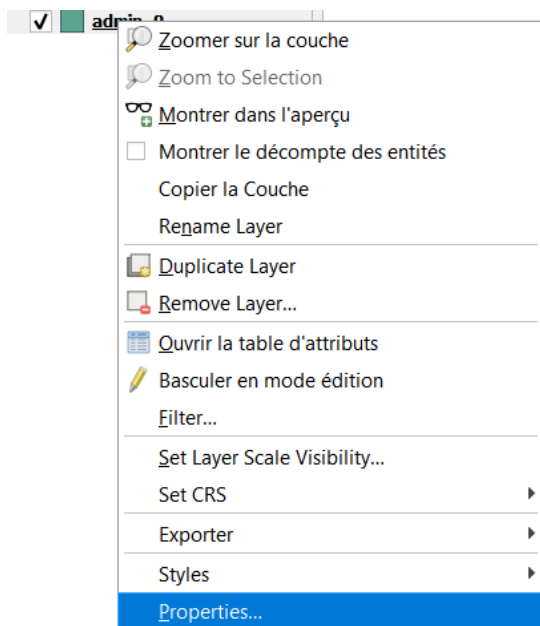 admin_0
Zoomer sur la couche
Zoom to Selection
Montrer dans l'aperçu
Montrer le décompte des entités
Copier la Couche
Rename Layer
Duplicate Layer
Remove Layer...
Ouvrir la table d'attributs
Basculer en mode édition
Filter...
Set Layer Scale Visibility...
Set CRS
Exporter
Styles
Properties...